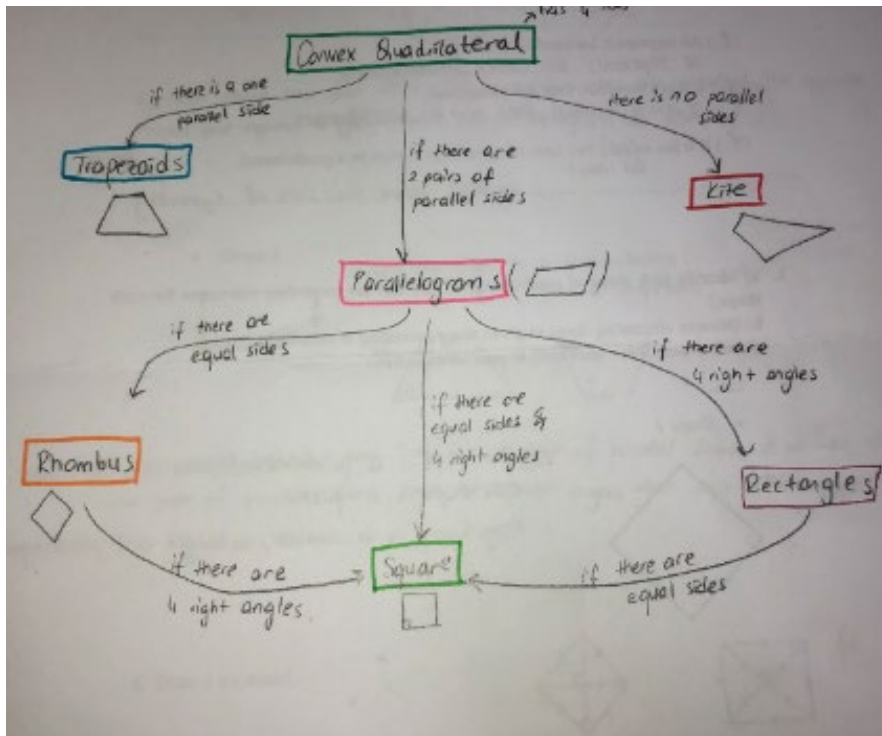 Convex Quadrilateral
if there is a one
parallel side
there is no parallel
sides
Trapezoids
if there are
2 pairs of
parallel sides
Kite
Parallelograms
if there are
equal sides
if there are
4 right angles
if there are
equal sides &
4 right angles
Rhombus
Rectangles
Square
if there are
4 right angles
if there are
equal sides